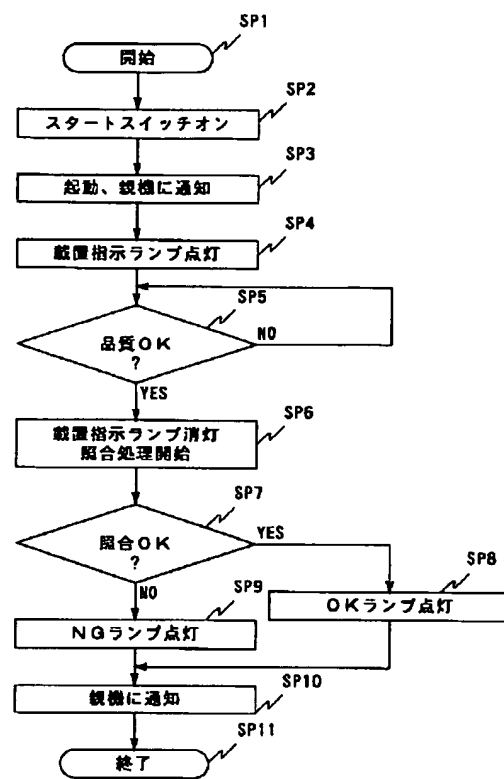 SP1
開始
SP2
スタートスイッチオン
SP3
起動、親機に通知
SP4
載置指示ランプ点灯
SP5
品質OK
?
NO
YES
SP6
載置指示ランプ消灯
照合処理開始
SP7
照合OK
?
YES
NO
SP8
OKランプ点灯
SP9
NGランプ点灯
親機に通知
SP10
SP11
終了